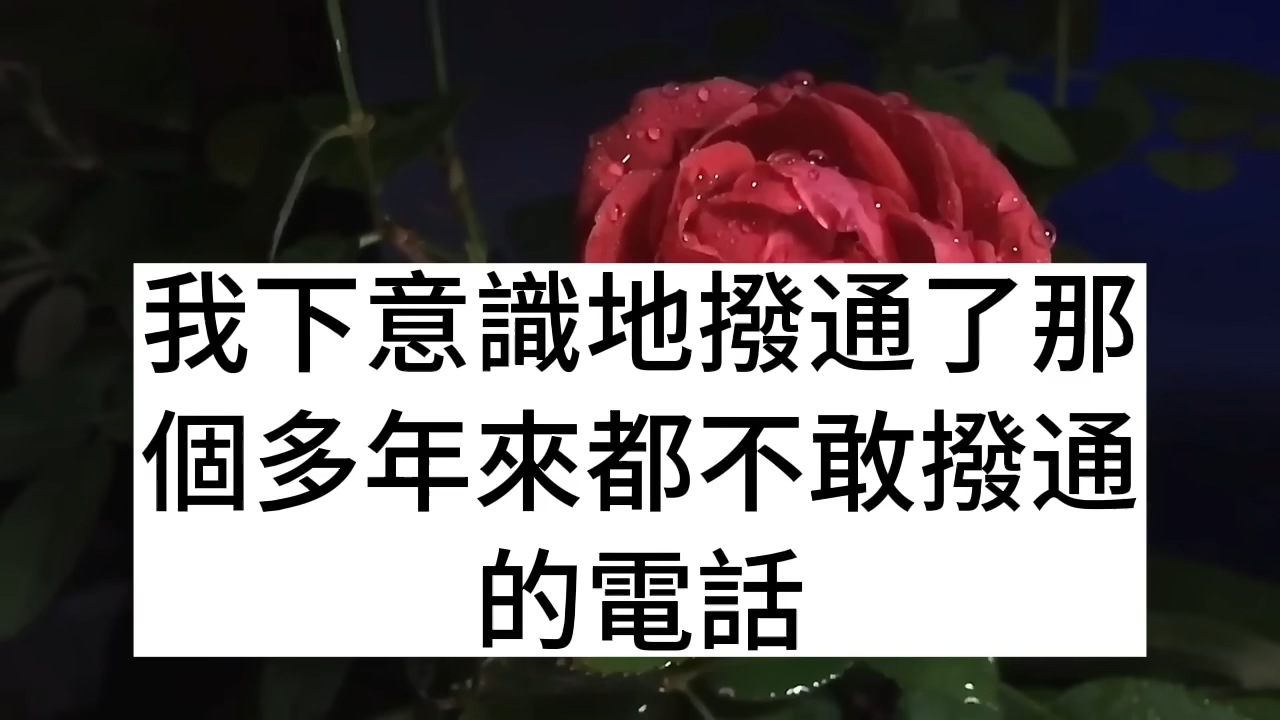 我下意識地撥通了那
個多年來都不敢撥通
的電話